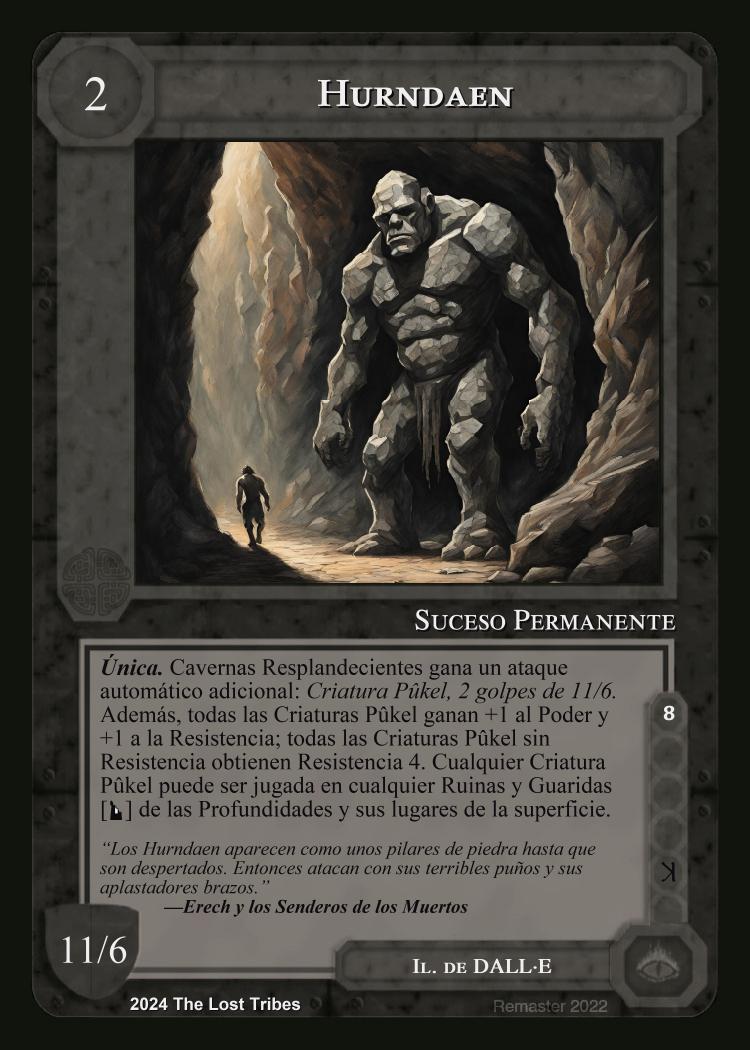 2
Hurndaen
Suceso Permanente
Única. Cavernas Resplandecientes gana un ataque
automático adicional: Criatura Pûkel, 2 golpes de 11/6.
Además, todas las Criaturas Pûkel ganan +1 al Poder y
+1 a la Resistencia; todas las Criaturas Pûkel sin
Resistencia obtienen Resistencia 4. Cualquier Criatura
Pûkel puede ser jugada en cualquier Ruinas y Guaridas
[ ] de las Profundidades y sus lugares de la superficie.
8
“Los Hurndaen aparecen como unos pilares de piedra hasta que
son despertados. Entonces atacan con sus terribles puños y sus
aplastadores brazos.”
—Erech y los Senderos de los Muertos
11/6
Il. de DALL·E
2024 The Lost Tribes
Remaster 2022